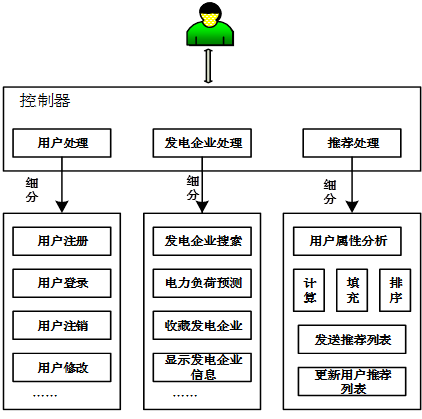 控制器
用户处理
发电企业处理
推荐处理
细
分
细
分
细
分
用户注册
用户登录
用户注销
用户修改
……
发电企业搜索
电力负荷预测
收藏发电企业
显示发电企业
信息
……
用户属性分析
计
算
填
充
排
序
发送推荐列表
更新用户推荐
列表